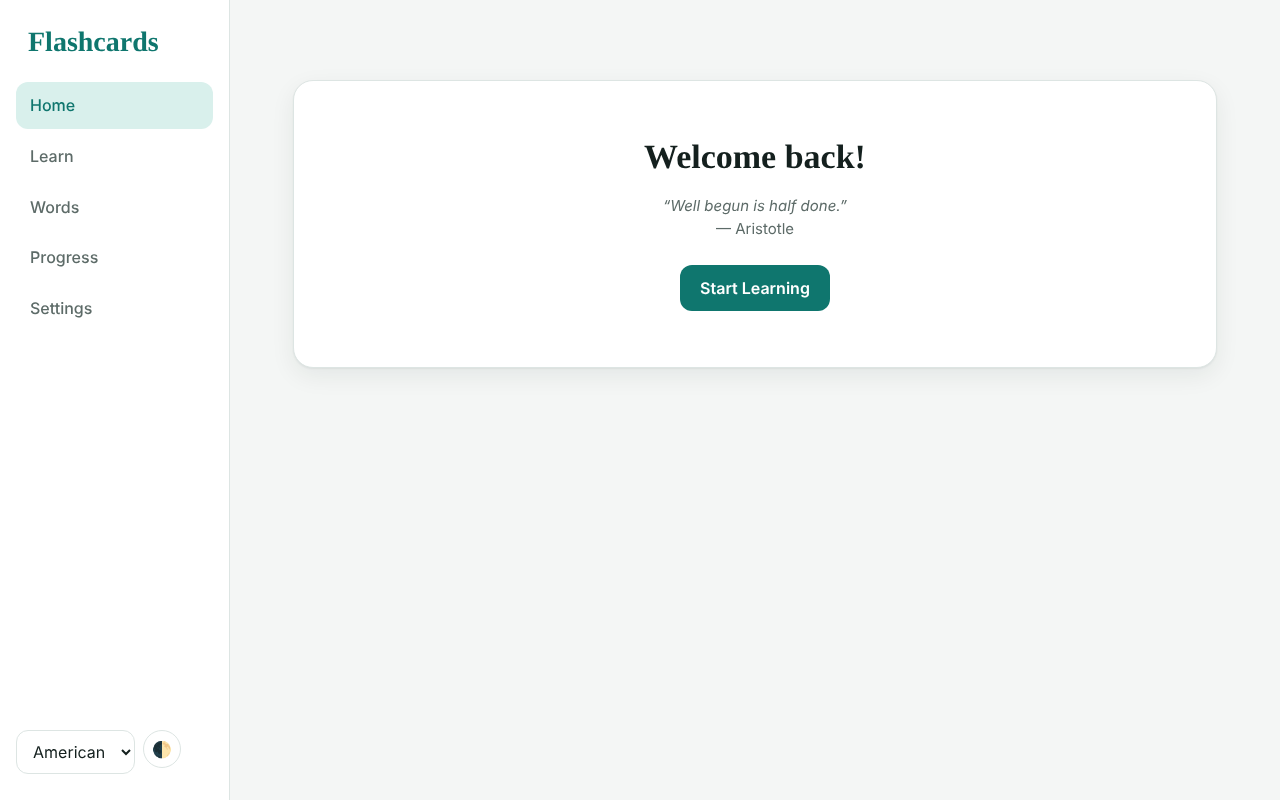 Flashcards
Home
Learn
Words
Progress
Settings
American
Welcome back!
“Well begun is half done.”
— Aristotle
Start Learning